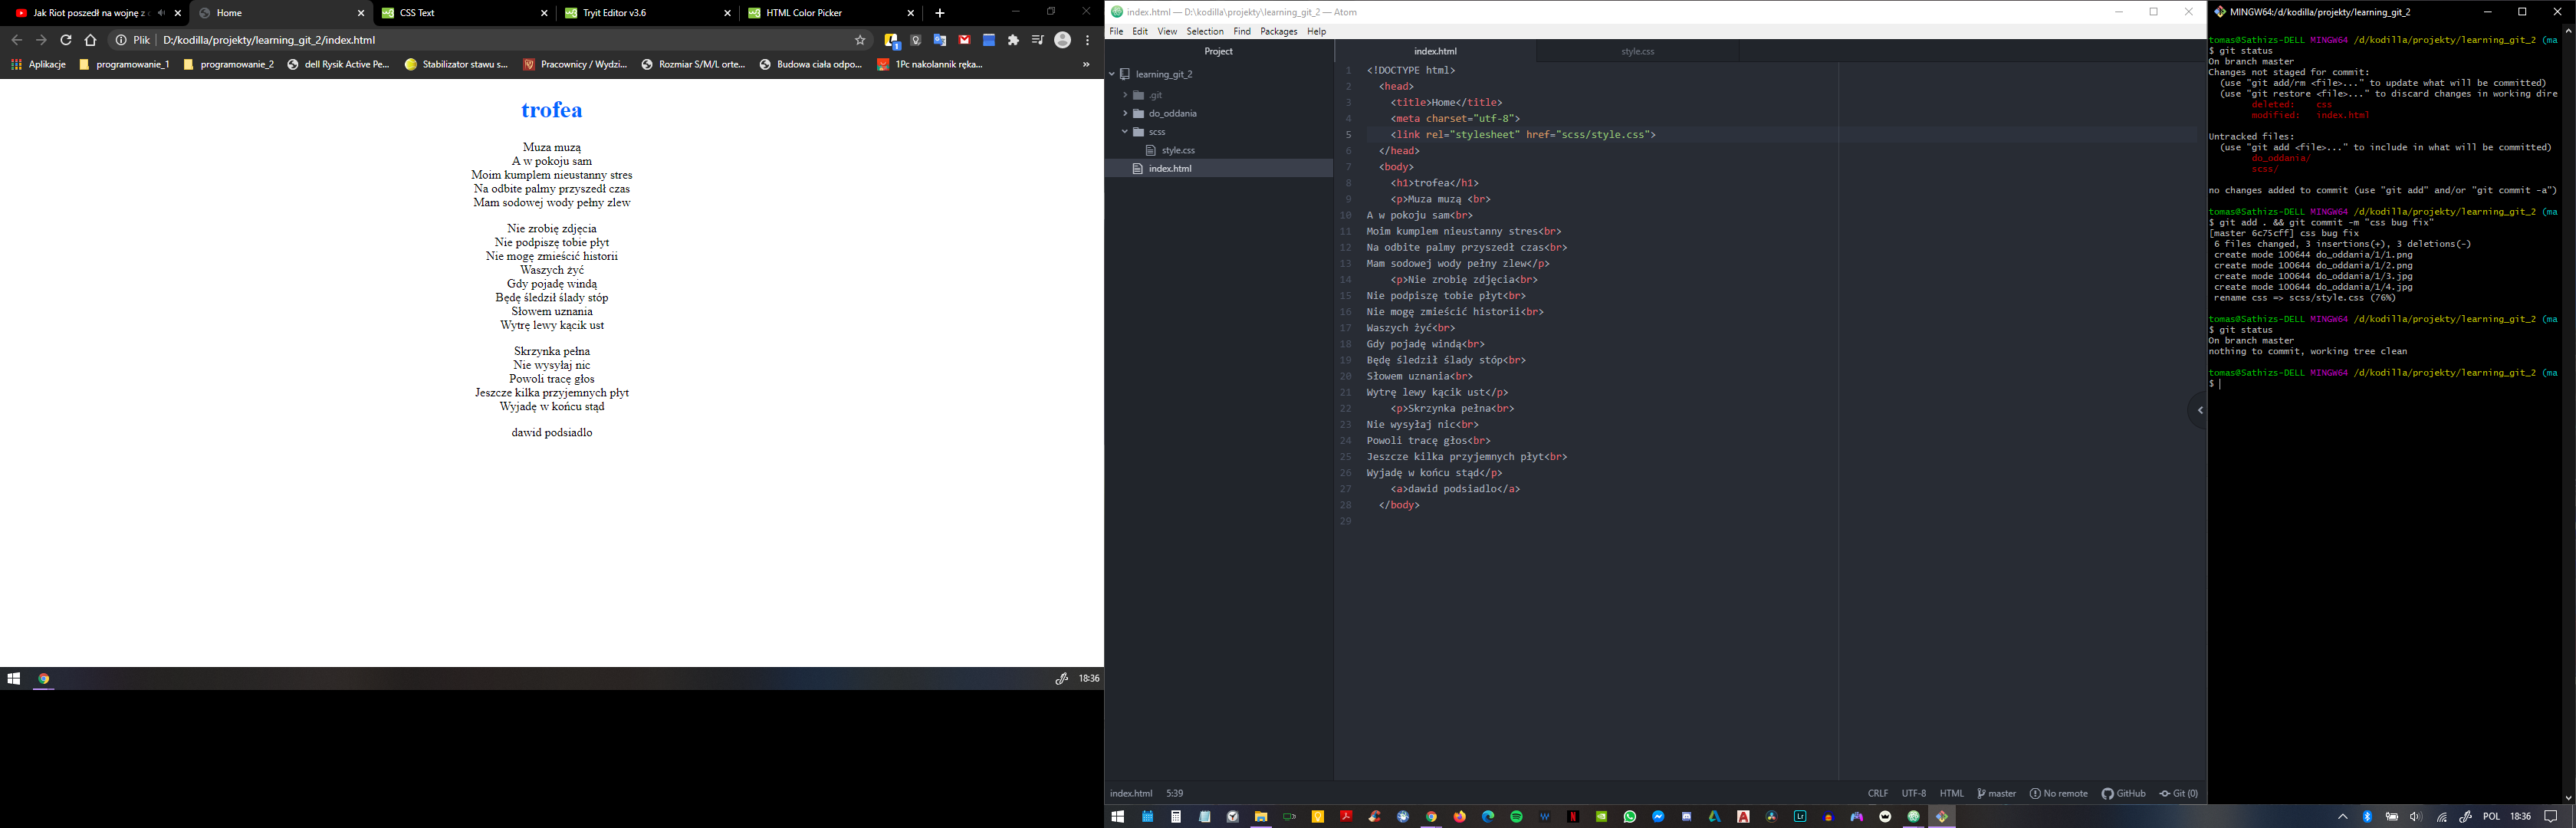 Jak Riot poszedł na wojnę z
Home
CSS Text
Tryit Editor v3.6
HTML Color Picker
Plik
D:/kodilla/projekty/learning_git_2/index.html
Aplikacje
programowanie_1
programowanie_2
dell Rysik Active Pe...
Stabilizator stawu s...
Pracownicy / Wydzi...
Rozmiar S/M/L orte...
Budowa ciała odpo...
1Pc nakolannik ręka...
»
trofea
Muza muzą
A w pokoju sam
Moim kumplem nieustanny stres
Na odbite palmy przyszedł czas
Mam sodowej wody pełny zlew
Nie zrobię zdjęcia
Nie podpiszę tobie płyt
Nie mogę zmieścić historii
Waszych żyć
Gdy pojadę windą
Będę śledził ślady stóp
Słowem uznania
Wytrę lewy kącik ust
Skrzynka pełna
Nie wysyłaj nic
Powoli tracę głos
Jeszcze kilka przyjemnych płyt
Wyjadę w końcu stąd
dawid podsiadlo
18:36
index.html — D:\kodilla\projekty\learning_git_2 — Atom
File Edit View Selection Find Packages Help
Project
learning_git_2
.git
do_oddania
scss
style.css
index.html
index.html
style.css
1 <!DOCTYPE html>
2 <head>
3 <title>Home</title>
4 <meta charset="utf-8">
5 <link rel="stylesheet" href="scss/style.css">
6 </head>
7 <body>
8 <h1>trofea</h1>
9 <p>Muza muzą <br>
10 A w pokoju sam<br>
11 Moim kumplem nieustanny stres<br>
12 Na odbite palmy przyszedł czas<br>
13 Mam sodowej wody pełny zlew</p>
14 <p>Nie zrobię zdjęcia<br>
15 Nie podpiszę tobie płyt<br>
16 Nie mogę zmieścić historii<br>
17 Waszych żyć<br>
18 Gdy pojadę windą<br>
19 Będę śledził ślady stóp<br>
20 Słowem uznania<br>
21 Wytrę lewy kącik ust</p>
22 <p>Skrzynka pełna<br>
23 Nie wysyłaj nic<br>
24 Powoli tracę głos<br>
25 Jeszcze kilka przyjemnych płyt<br>
26 Wyjadę w końcu stąd</p>
27 <a>dawid podsiadlo</a>
28 </body>
29
index.html 5:39
CRLF UTF-8 HTML master No remote GitHub Git (0)
MINGW64:/d/kodilla/projekty/learning_git_2
tomas@Sathizs-DELL MINGW64 /d/kodilla/projekty/learning_git_2 (ma
$ git status
On branch master
Changes not staged for commit:
(use "git add/rm <file>..." to update what will be committed)
(use "git restore <file>..." to discard changes in working dire
deleted: css
modified: index.html
Untracked files:
(use "git add <file>..." to include in what will be committed)
do_oddania/
scss/
no changes added to commit (use "git add" and/or "git commit -a")
tomas@Sathizs-DELL MINGW64 /d/kodilla/projekty/learning_git_2 (ma
$ git add . && git commit -m "css bug fix"
[master 6c75cff] css bug fix
6 files changed, 3 insertions(+), 3 deletions(-)
create mode 100644 do_oddania/1/1.png
create mode 100644 do_oddania/1/2.png
create mode 100644 do_oddania/1/3.jpg
create mode 100644 do_oddania/1/4.jpg
rename css => scss/style.css (76%)
tomas@Sathizs-DELL MINGW64 /d/kodilla/projekty/learning_git_2 (ma
$ git status
On branch master
nothing to commit, working tree clean
tomas@Sathizs-DELL MINGW64 /d/kodilla/projekty/learning_git_2 (ma
$
POL 18:36